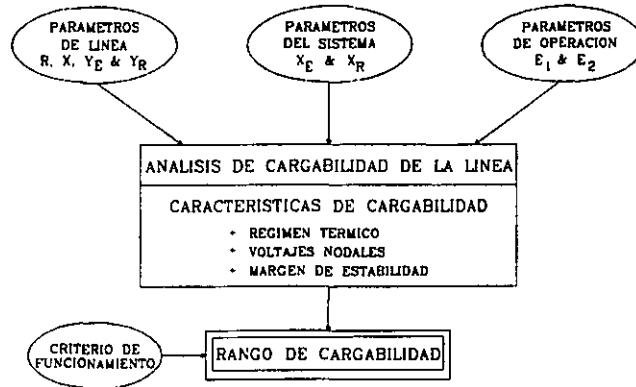 PARAMETROS
DE LINEA
R, X, Y_E & Y_R
PARAMETROS
DEL SISTEMA
X_E & X_R
PARAMETROS
DE OPERACION
E_1 & E_2
ANALISIS DE CARGABILIDAD DE LA LINEA
CARACTERISTICAS DE CARGABILIDAD
+ REGIMEN TERMICO
+ VOLTAJES NODALES
+ MARGEN DE ESTABILIDAD
CRITERIO DE
FUNCIONAMIENTO
RANGO DE CARGABILIDAD